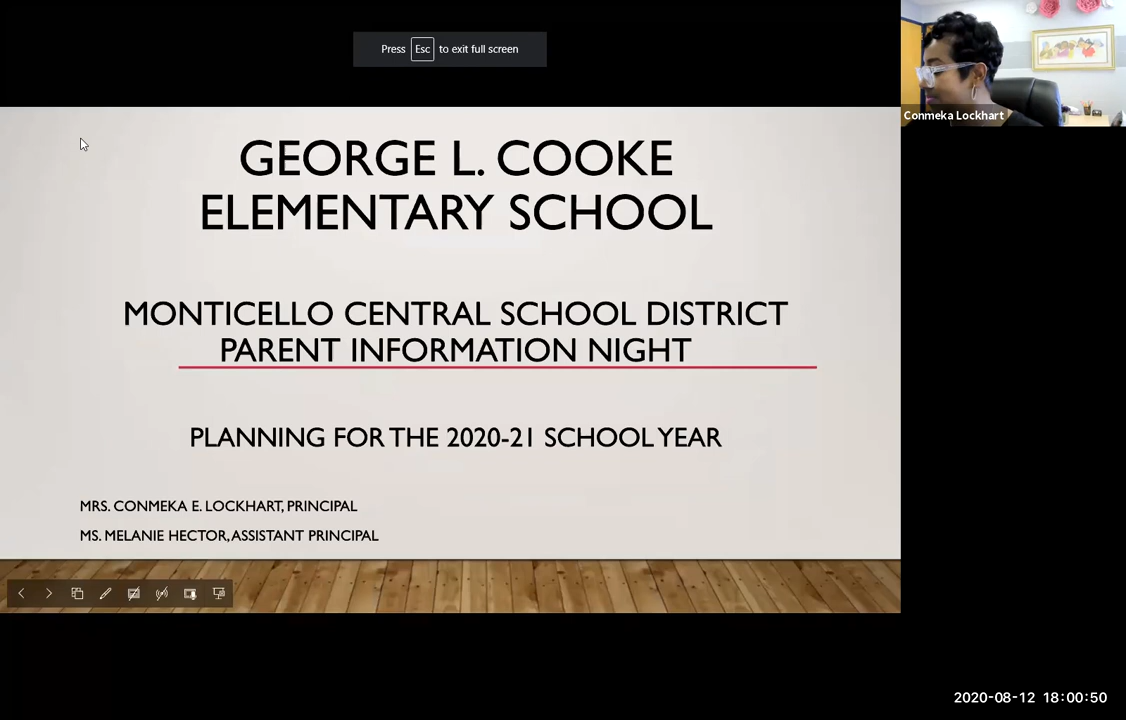 Press Esc to exit full screen
Conmeka Lockhart
GEORGE L. COOKE
ELEMENTARY SCHOOL
MONTICELLO CENTRAL SCHOOL DISTRICT
PARENT INFORMATION NIGHT
PLANNING FOR THE 2020-21 SCHOOL YEAR
MRS. CONMEKA E. LOCKHART, PRINCIPAL
MS. MELANIE HECTOR, ASSISTANT PRINCIPAL
2020-08-12 18:00:50